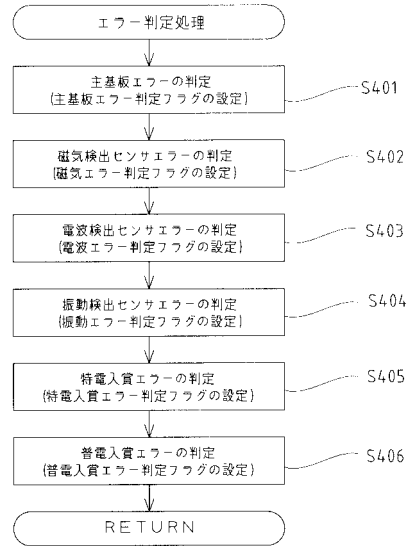 エラー判定処理
主基板エラーの判定
(主基板エラー判定フラグの設定)
S401
磁気検出センサエラーの判定
(磁気エラー判定フラグの設定)
S402
電波検出センサエラーの判定
(電波エラー判定フラグの設定)
S403
振動検出センサエラーの判定
(振動エラー判定フラグの設定)
S404
特電入賞エラーの判定
(特電入賞エラー判定フラグの設定)
S405
普電入賞エラーの判定
(普電入賞エラー判定フラグの設定)
S406
RETURN